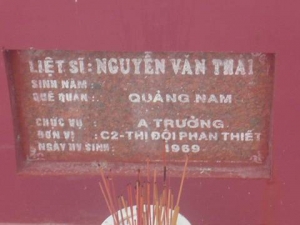 LIỆT SĨ: NGUYỄN VĂN THAI
SINH NĂM:
QUÊ QUÁN: QUẢNG NAM
CHỨC VỤ: A TRƯỞNG
ĐƠN VỊ: C2-THỊ ĐỘI PHAN THIẾT
NGÀY HY SINH: 1969